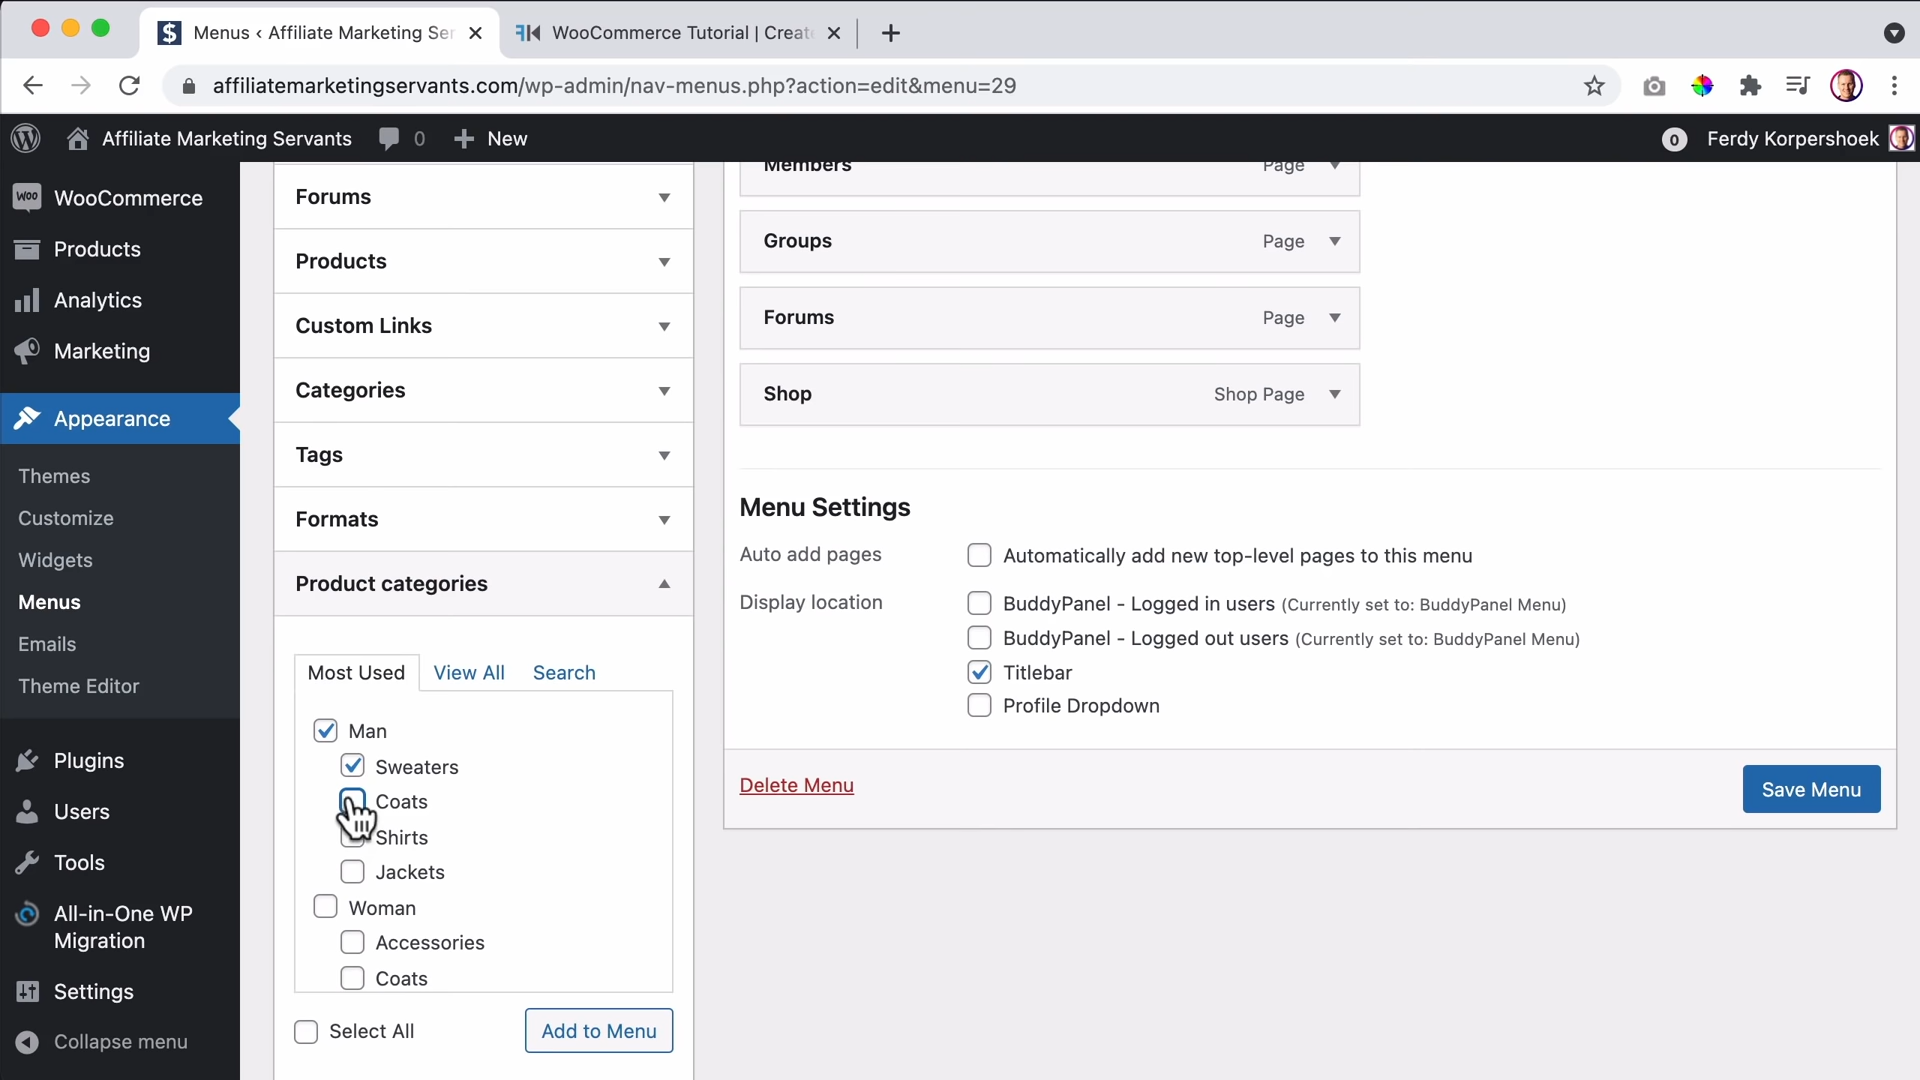 $ Menus ‹ Affiliate Marketing Ser
WooCommerce Tutorial | Creat
affiliatemarketingservants.com/wp-admin/nav-menus.php?action=edit&menu=29
Affiliate Marketing Servants 0 New
0 Ferdy Korpershoek
Woo WooCommerce
Products
Analytics
Marketing
Appearance
Themes
Customize
Widgets
Menus
Emails
Theme Editor
Plugins
Users
Tools
All-in-One WP
Migration
Settings
Collapse menu
Forums
Products
Custom Links
Categories
Tags
Formats
Product categories
Most Used View All Search
Man
Sweaters
Coats
Shirts
Jackets
Woman
Accessories
Coats
Select All Add to Menu
Members Page
Groups Page
Forums Page
Shop Shop Page
Menu Settings
Auto add pages Automatically add new top-level pages to this menu
Display location BuddyPanel - Logged in users (Currently set to: BuddyPanel Menu)
BuddyPanel - Logged out users (Currently set to: BuddyPanel Menu)
Titlebar
Profile Dropdown
Delete Menu Save Menu